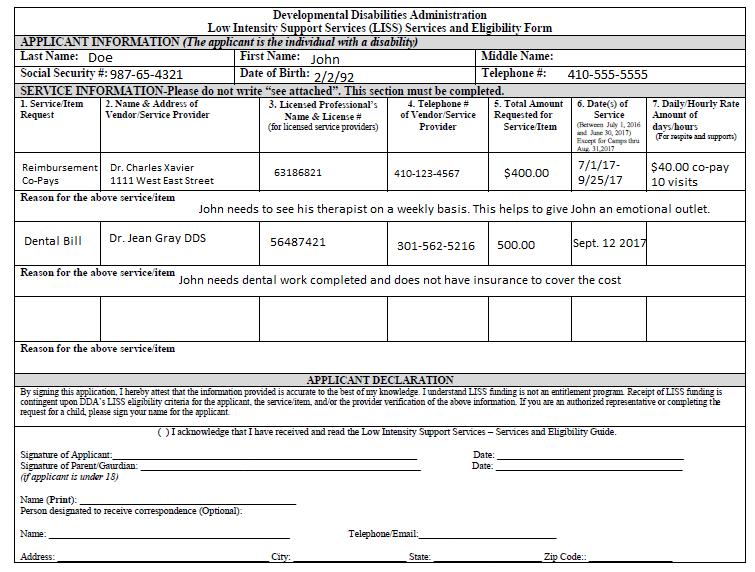 Developmental Disabilities Administration
Low Intensity Support Services (LISS) Services and Eligibility Form
APPLICANT INFORMATION (The applicant is the individual with a disability)
Last Name: Doe First Name: John Middle Name:
Social Security #: 987-65-4321 Date of Birth: 2/2/92 Telephone #: 410-555-5555
SERVICE INFORMATION-Please do not write “see attached”. This section must be completed.
1. Service/Item Request
2. Name & Address of Vendor/Service Provider
3. Licensed Professional’s Name & License # (for licensed service providers)
4. Telephone # of Vendor/Service Provider
5. Total Amount Requested for Service/Item
6. Date(s) of Service (Between July 1, 2016 and June 30, 2017) Except for Camps thru Aug. 31,2017
7. Daily/Hourly Rate Amount of days/hours (For respite and supports)
Reimbursement Co-Pays
Dr. Charles Xavier
1111 West East Street
63186821
410-123-4567
$400.00
7/1/17-
9/25/17
$40.00 co-pay
10 visits
Reason for the above service/item
John needs to see his therapist on a weekly basis. This helps to give John an emotional outlet.
Dental Bill
Dr. Jean Gray DDS
56487421
301-562-5216
500.00
Sept. 12 2017
Reason for the above service/item
John needs dental work completed and does not have insurance to cover the cost
Reason for the above service/item
APPLICANT DECLARATION
By signing this application, I hereby attest that the information provided is accurate to the best of my knowledge. I understand LISS funding is not an entitlement program. Receipt of LISS funding is
contingent upon DDA’s LISS eligibility criteria for the applicant, the service/item, and/or the provider verification of the above information. If you are an authorized representative or completing the
request for a child, please sign your name for the applicant.
( ) I acknowledge that I have received and read the Low Intensity Support Services – Services and Eligibility Guide.
Signature of Applicant: Date:
Signature of Parent/Gaurdian: Date:
(if applicant is under 18)
Name (Print):
Person designated to receive correspondence (Optional):
Name: Telephone/Email:
Address: City: State: Zip Code::